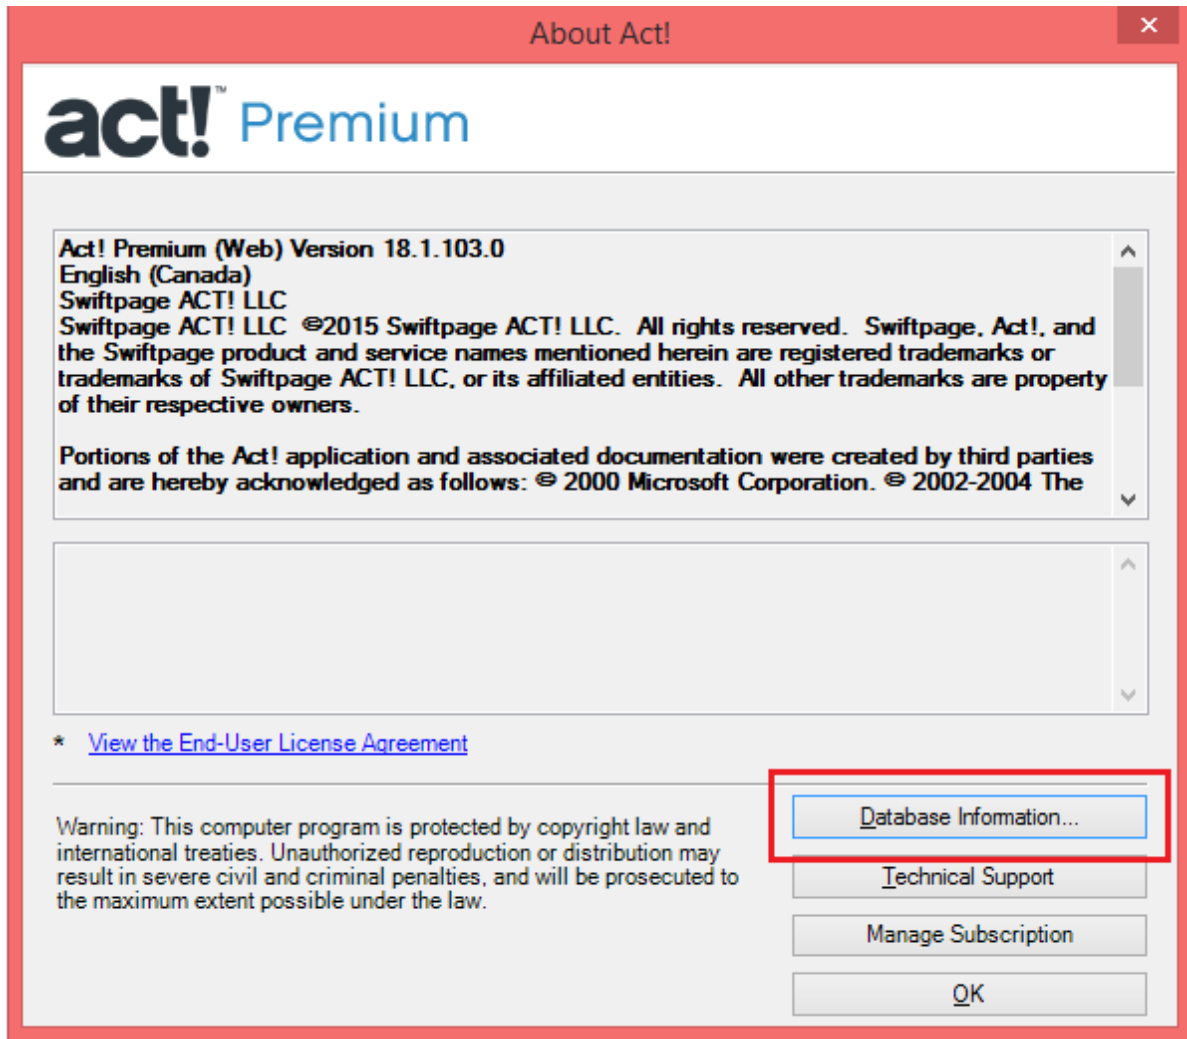 About Act!
act!™ Premium
Act! Premium (Web) Version 18.1.103.0
English (Canada)
Swiftpage ACT! LLC
Swiftpage ACT! LLC ©2015 Swiftpage ACT! LLC. All rights reserved. Swiftpage, Act!, and
the Swiftpage product and service names mentioned herein are registered trademarks or
trademarks of Swiftpage ACT! LLC, or its affiliated entities. All other trademarks are property
of their respective owners.
Portions of the Act! application and associated documentation were created by third parties
and are hereby acknowledged as follows: © 2000 Microsoft Corporation. © 2002-2004 The
* View the End-User License Agreement
Warning: This computer program is protected by copyright law and
international treaties. Unauthorized reproduction or distribution may
result in severe civil and criminal penalties, and will be prosecuted to
the maximum extent possible under the law.
Database Information...
Technical Support
Manage Subscription
OK